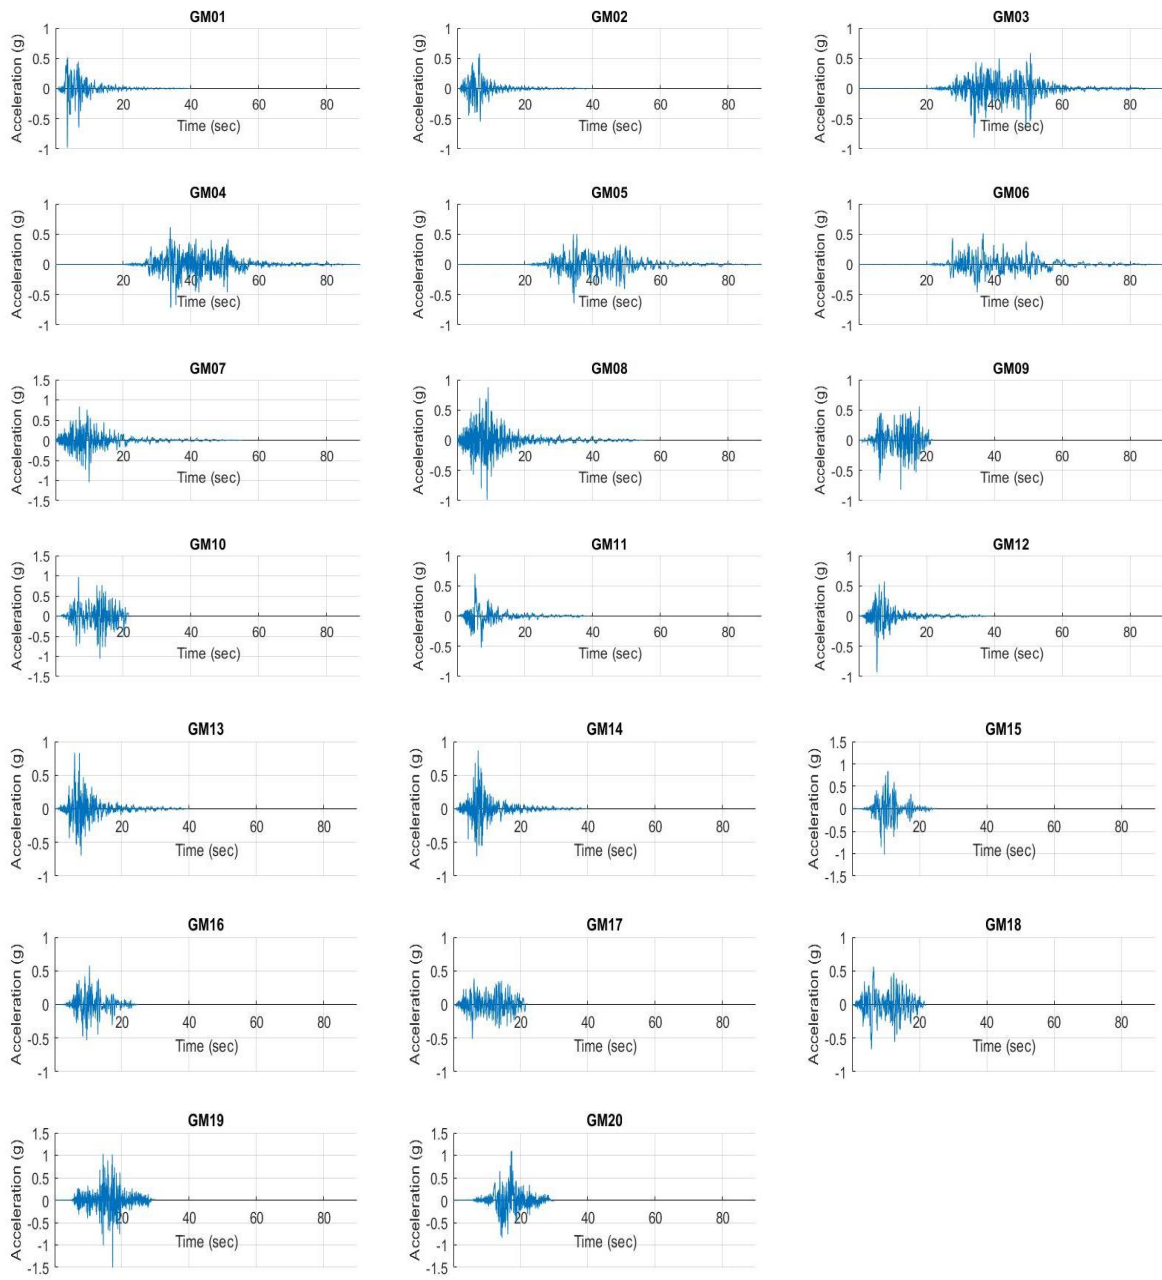 GM01
Acceleration (g)
1
0.5
0
-0.5
-1
20 40 60 80
Time (sec)
GM02
Acceleration (g)
1
0.5
0
-0.5
-1
20 40 60 80
Time (sec)
GM03
Acceleration (g)
1
0.5
0
-0.5
-1
20 40 60 80
Time (sec)
GM04
Acceleration (g)
1
0.5
0
-0.5
-1
20 40 60 80
Time (sec)
GM05
Acceleration (g)
1
0.5
0
-0.5
-1
20 40 60 80
Time (sec)
GM06
Acceleration (g)
1
0.5
0
-0.5
-1
20 40 60 80
Time (sec)
GM07
Acceleration (g)
1.5
1
0.5
0
-0.5
-1
-1.5
20 40 60 80
Time (sec)
GM08
Acceleration (g)
1
0.5
0
-0.5
-1
20 40 60 80
Time (sec)
GM09
Acceleration (g)
1
0.5
0
-0.5
-1
20 40 60 80
Time (sec)
GM10
Acceleration (g)
1.5
1
0.5
0
-0.5
-1
-1.5
20 40 60 80
Time (sec)
GM11
Acceleration (g)
1
0.5
0
-0.5
-1
20 40 60 80
Time (sec)
GM12
Acceleration (g)
1
0.5
0
-0.5
-1
20 40 60 80
Time (sec)
GM13
Acceleration (g)
1
0.5
0
-0.5
-1
20 40 60 80
Time (sec)
GM14
Acceleration (g)
1
0.5
0
-0.5
-1
20 40 60 80
Time (sec)
GM15
Acceleration (g)
1.5
1
0.5
0
-0.5
-1
-1.5
20 40 60 80
Time (sec)
GM16
Acceleration (g)
1
0.5
0
-0.5
-1
20 40 60 80
Time (sec)
GM17
Acceleration (g)
1
0.5
0
-0.5
-1
20 40 60 80
Time (sec)
GM18
Acceleration (g)
1
0.5
0
-0.5
-1
20 40 60 80
Time (sec)
GM19
Acceleration (g)
1.5
1
0.5
0
-0.5
-1
-1.5
20 40 60 80
Time (sec)
GM20
Acceleration (g)
1.5
1
0.5
0
-0.5
-1
-1.5
20 40 60 80
Time (sec)